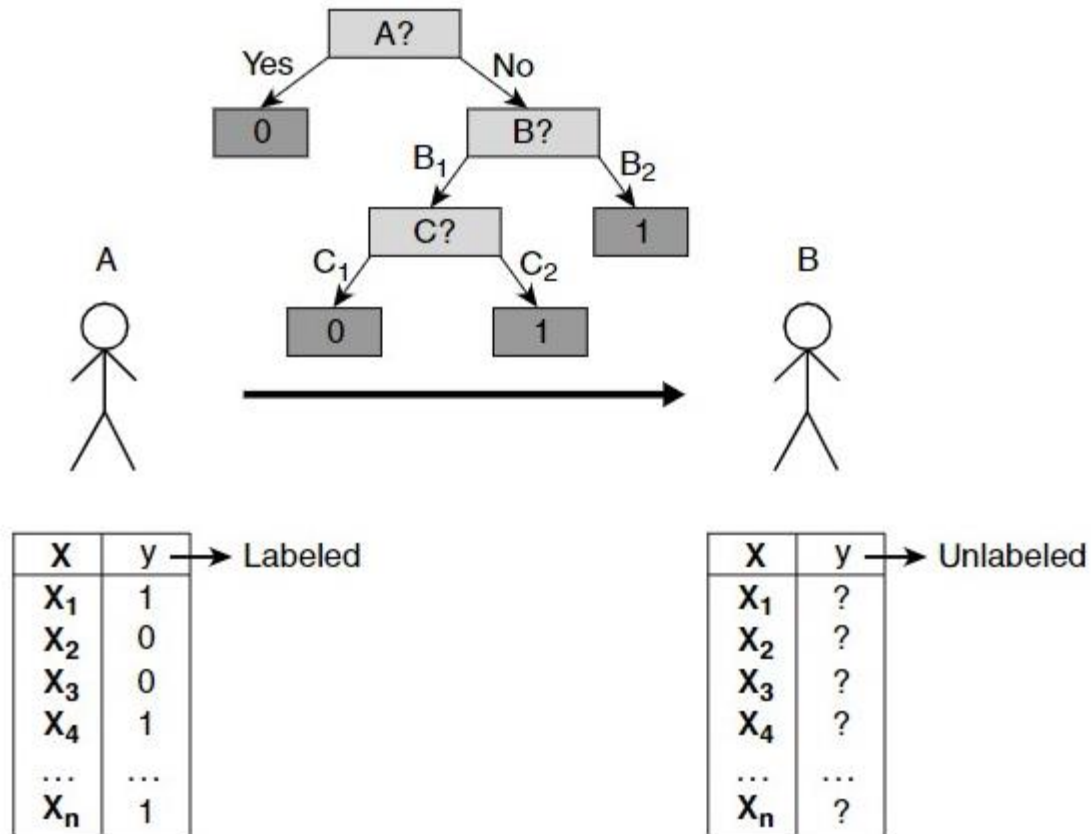 A?
Yes No
0 B?
B₁ B₂
C? 1
A C₁ C₂ B
0 1
X y → Labeled X y → Unlabeled
X₁ 1 X₁ ?
X₂ 0 X₂ ?
X₃ 0 X₃ ?
X₄ 1 X₄ ?
... ... ... ...
Xₙ 1 Xₙ ?